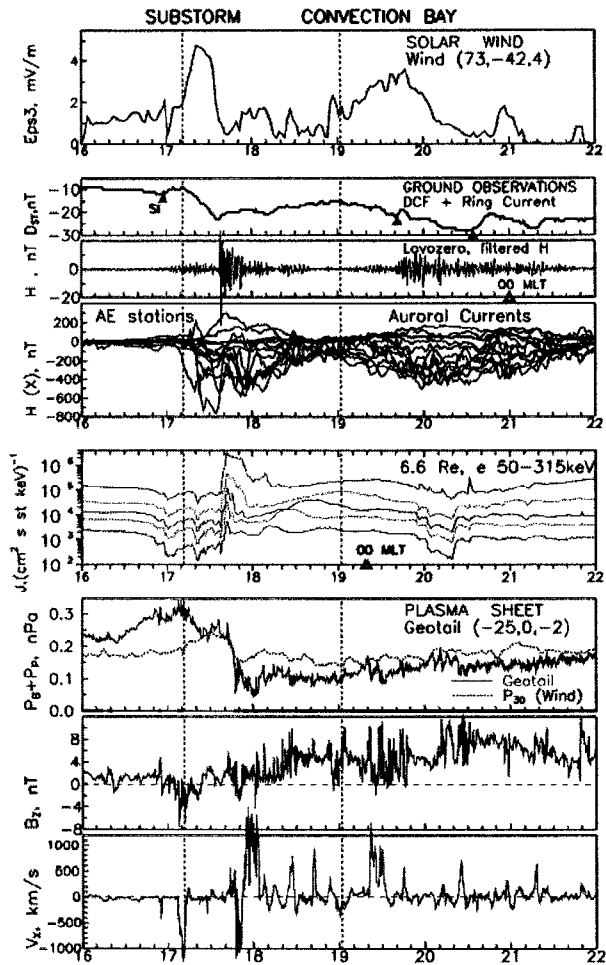 SUBSTORM CONVECTION BAY
SOLAR WIND
Wind (73,-42,4)
Eps3, mV/m
4
2
0
16 17 18 19 20 21 22
GROUND OBSERVATIONS
DCF + Ring Current
SI
D_ST, nT
-10
-20
-30
Lovozero, filtered H
00 MLT
H , nT
0
-20
AE stations Auroral Currents
H (X), nT
200
0
-200
-400
-600
-800
16 17 18 19 20 21 22
6.6 Re, e 50-315keV
00 MLT
J,(cm² s st keV)⁻¹
10⁶
10⁵
10⁴
10³
10²
16 17 18 19 20 21 22
PLASMA SHEET
Geotail (-25,0,-2)
Geotail
P₃₀ (Wind)
P_B+P_P, nPa
0.3
0.2
0.1
0.0
B_Z, nT
8
4
0
-4
-8
V_X, km/s
1000
500
0
-500
-1000
16 17 18 19 20 21 22